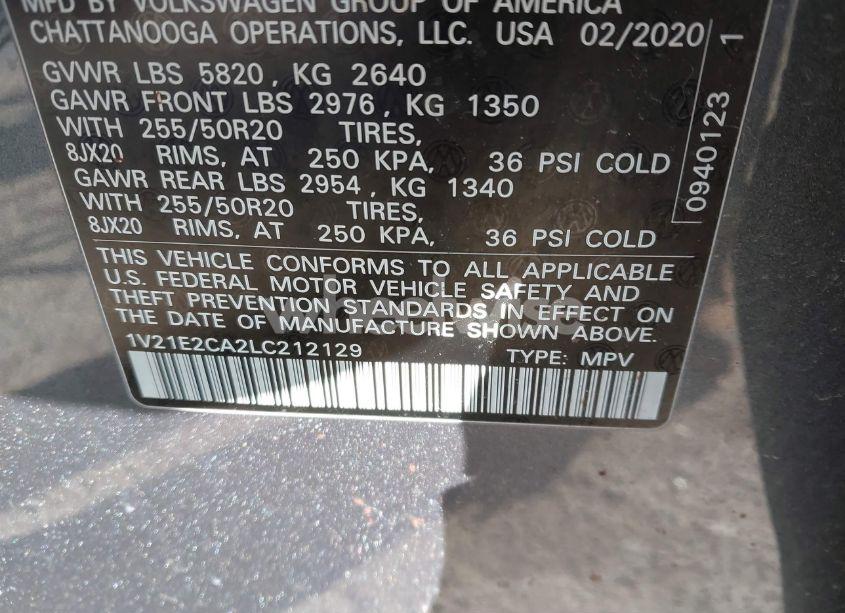 MFD BY VOLKSWAGEN GROUP OF AMERICA
CHATTANOOGA OPERATIONS, LLC. USA 02/2020
GVWR LBS 5820, KG 2640
GAWR FRONT LBS 2976, KG 1350
WITH 255/50R20 TIRES,
8JX20 RIMS, AT 250 KPA, 36 PSI COLD
GAWR REAR LBS 2954, KG 1340
WITH 255/50R20 TIRES,
8JX20 RIMS, AT 250 KPA, 36 PSI COLD
THIS VEHICLE CONFORMS TO ALL APPLICABLE
U.S. FEDERAL MOTOR VEHICLE SAFETY AND
THEFT PREVENTION STANDARDS IN EFFECT ON
THE DATE OF MANUFACTURE SHOWN ABOVE.
1V21E2CA2LC212129 TYPE: MPV
0940123 1